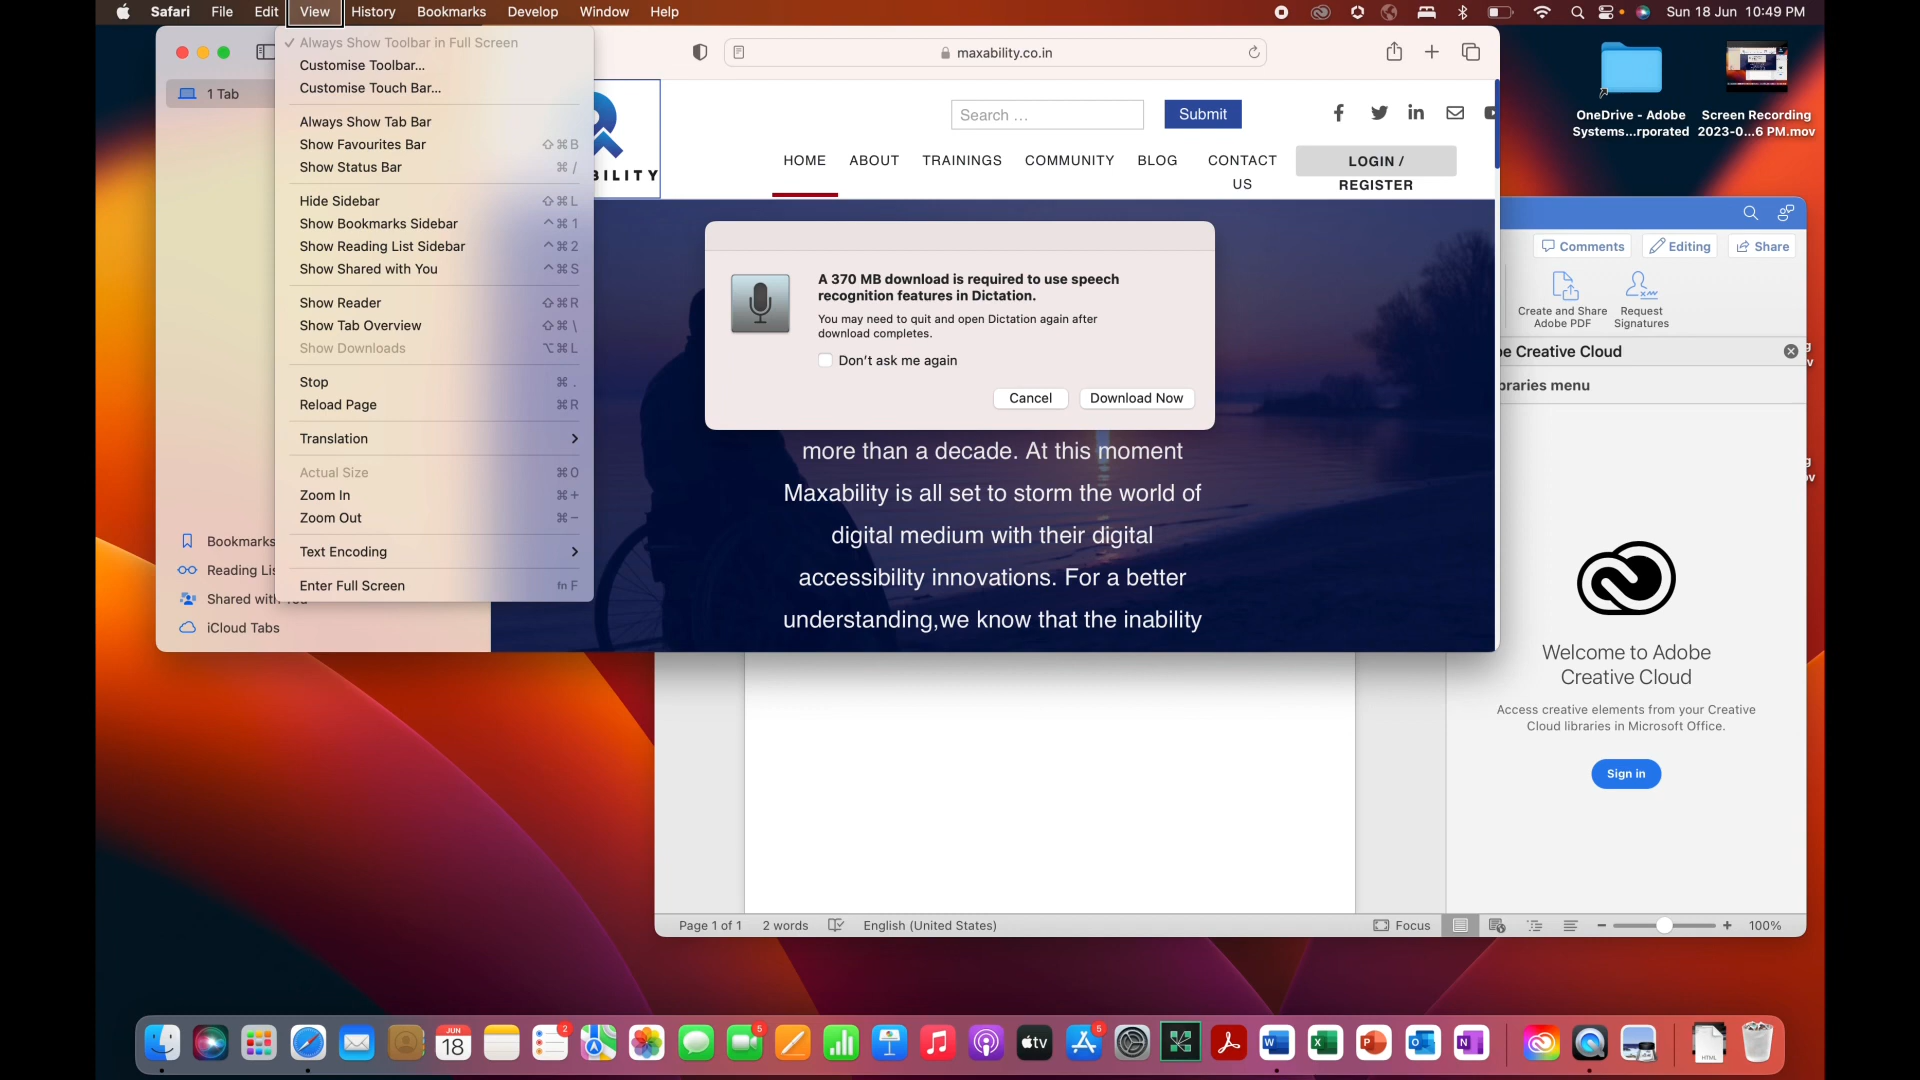 Safari File Edit View History Bookmarks Develop Window Help
Sun 18 Jun 10:49 PM
1 Tab
✓ Always Show Toolbar in Full Screen
Customise Toolbar...
Customise Touch Bar...
Always Show Tab Bar
Show Favourites Bar ⇧⌘B
Show Status Bar ⌘/
Hide Sidebar ⇧⌘L
Show Bookmarks Sidebar ^⌘1
Show Reading List Sidebar ^⌘2
Show Shared with You ^⌘S
Show Reader ⇧⌘R
Show Tab Overview ⇧⌘\
Show Downloads ⌥⌘L
Stop ⌘.
Reload Page ⌘R
Translation
Actual Size ⌘0
Zoom In ⌘+
Zoom Out ⌘−
Text Encoding
Enter Full Screen fn F
Bookmarks
Reading Lis
Shared with You
iCloud Tabs
maxability.co.in
BILITY
Search ...
Submit
HOME ABOUT TRAININGS COMMUNITY BLOG CONTACT US
LOGIN /
REGISTER
A 370 MB download is required to use speech
recognition features in Dictation.
You may need to quit and open Dictation again after
download completes.
Don't ask me again
Cancel Download Now
more than a decade. At this moment
Maxability is all set to storm the world of
digital medium with their digital
accessibility innovations. For a better
understanding,we know that the inability
OneDrive - Adobe
Systems...rporated
Screen Recording
2023-0...6 PM.mov
Comments Editing Share
Create and Share
Adobe PDF
Request
Signatures
be Creative Cloud
braries menu
Welcome to Adobe
Creative Cloud
Access creative elements from your Creative
Cloud libraries in Microsoft Office.
Sign in
Page 1 of 1 2 words English (United States)
Focus
100%
JUN
18
2
5
tv
5
W
X
P
O
N
HTML